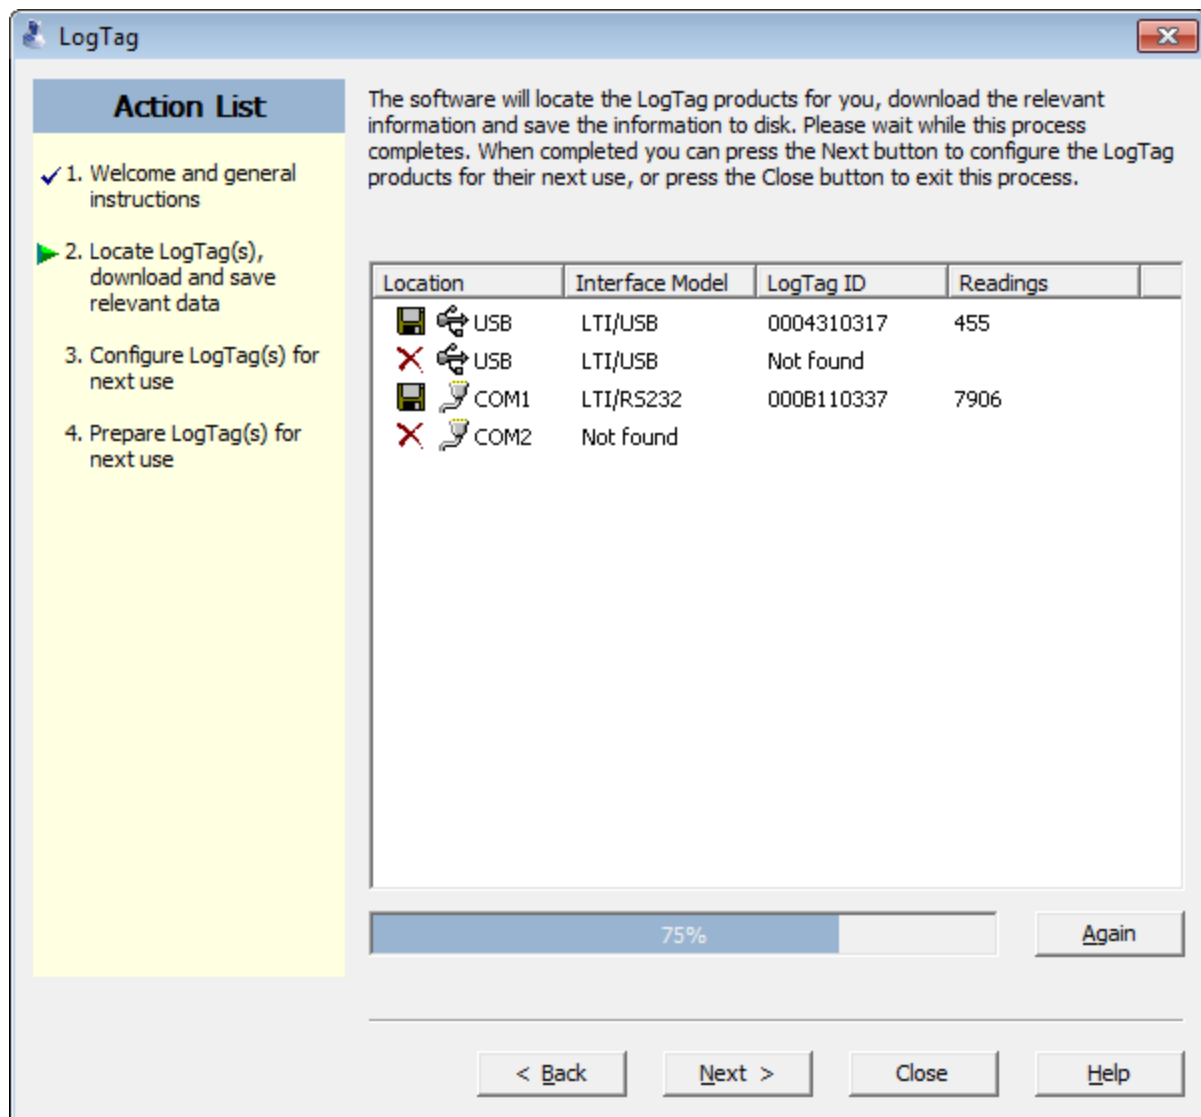 LogTag
Action List
1. Welcome and general
instructions
2. Locate LogTag(s),
download and save
relevant data
3. Configure LogTag(s) for
next use
4. Prepare LogTag(s) for
next use
The software will locate the LogTag products for you, download the relevant
information and save the information to disk. Please wait while this process
completes. When completed you can press the Next button to configure the LogTag
products for their next use, or press the Close button to exit this process.
Location Interface Model LogTag ID Readings
USB LTI/USB 0004310317 455
USB LTI/USB Not found
COM1 LTI/RS232 000B110337 7906
COM2 Not found
75%
Again
< Back Next > Close Help